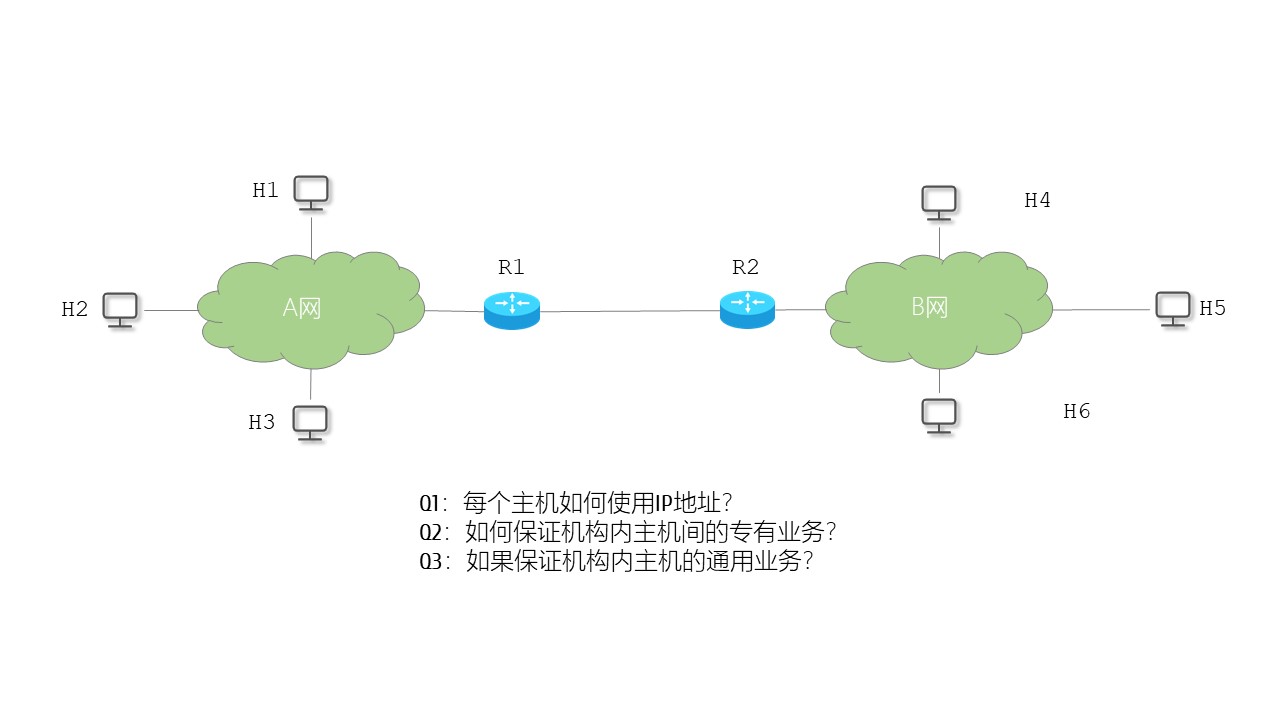 H1
H4
R1
R2
H2
A网
B网
H5
H3
H6
Q1：每个主机如何使用IP地址？
Q2：如何保证机构内主机间的专有业务？
Q3：如果保证机构内主机的通用业务？